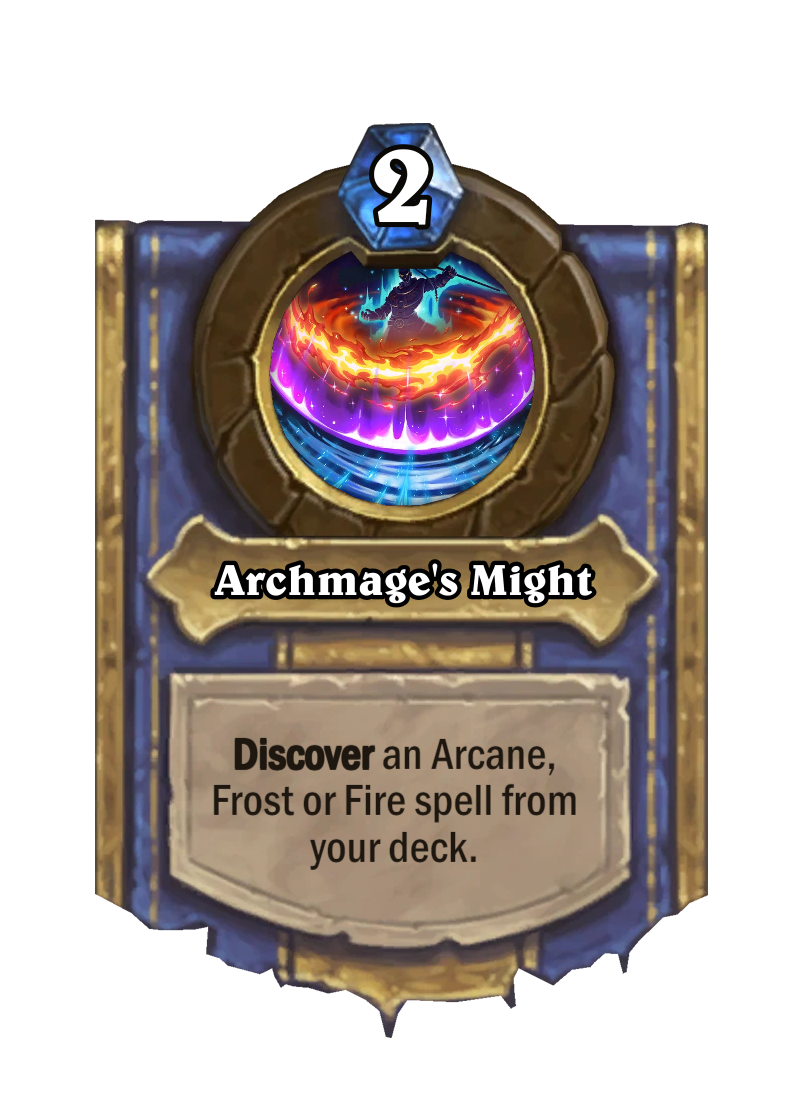 2
Archmage's Might
Discover an Arcane,
Frost or Fire spell from
your deck.